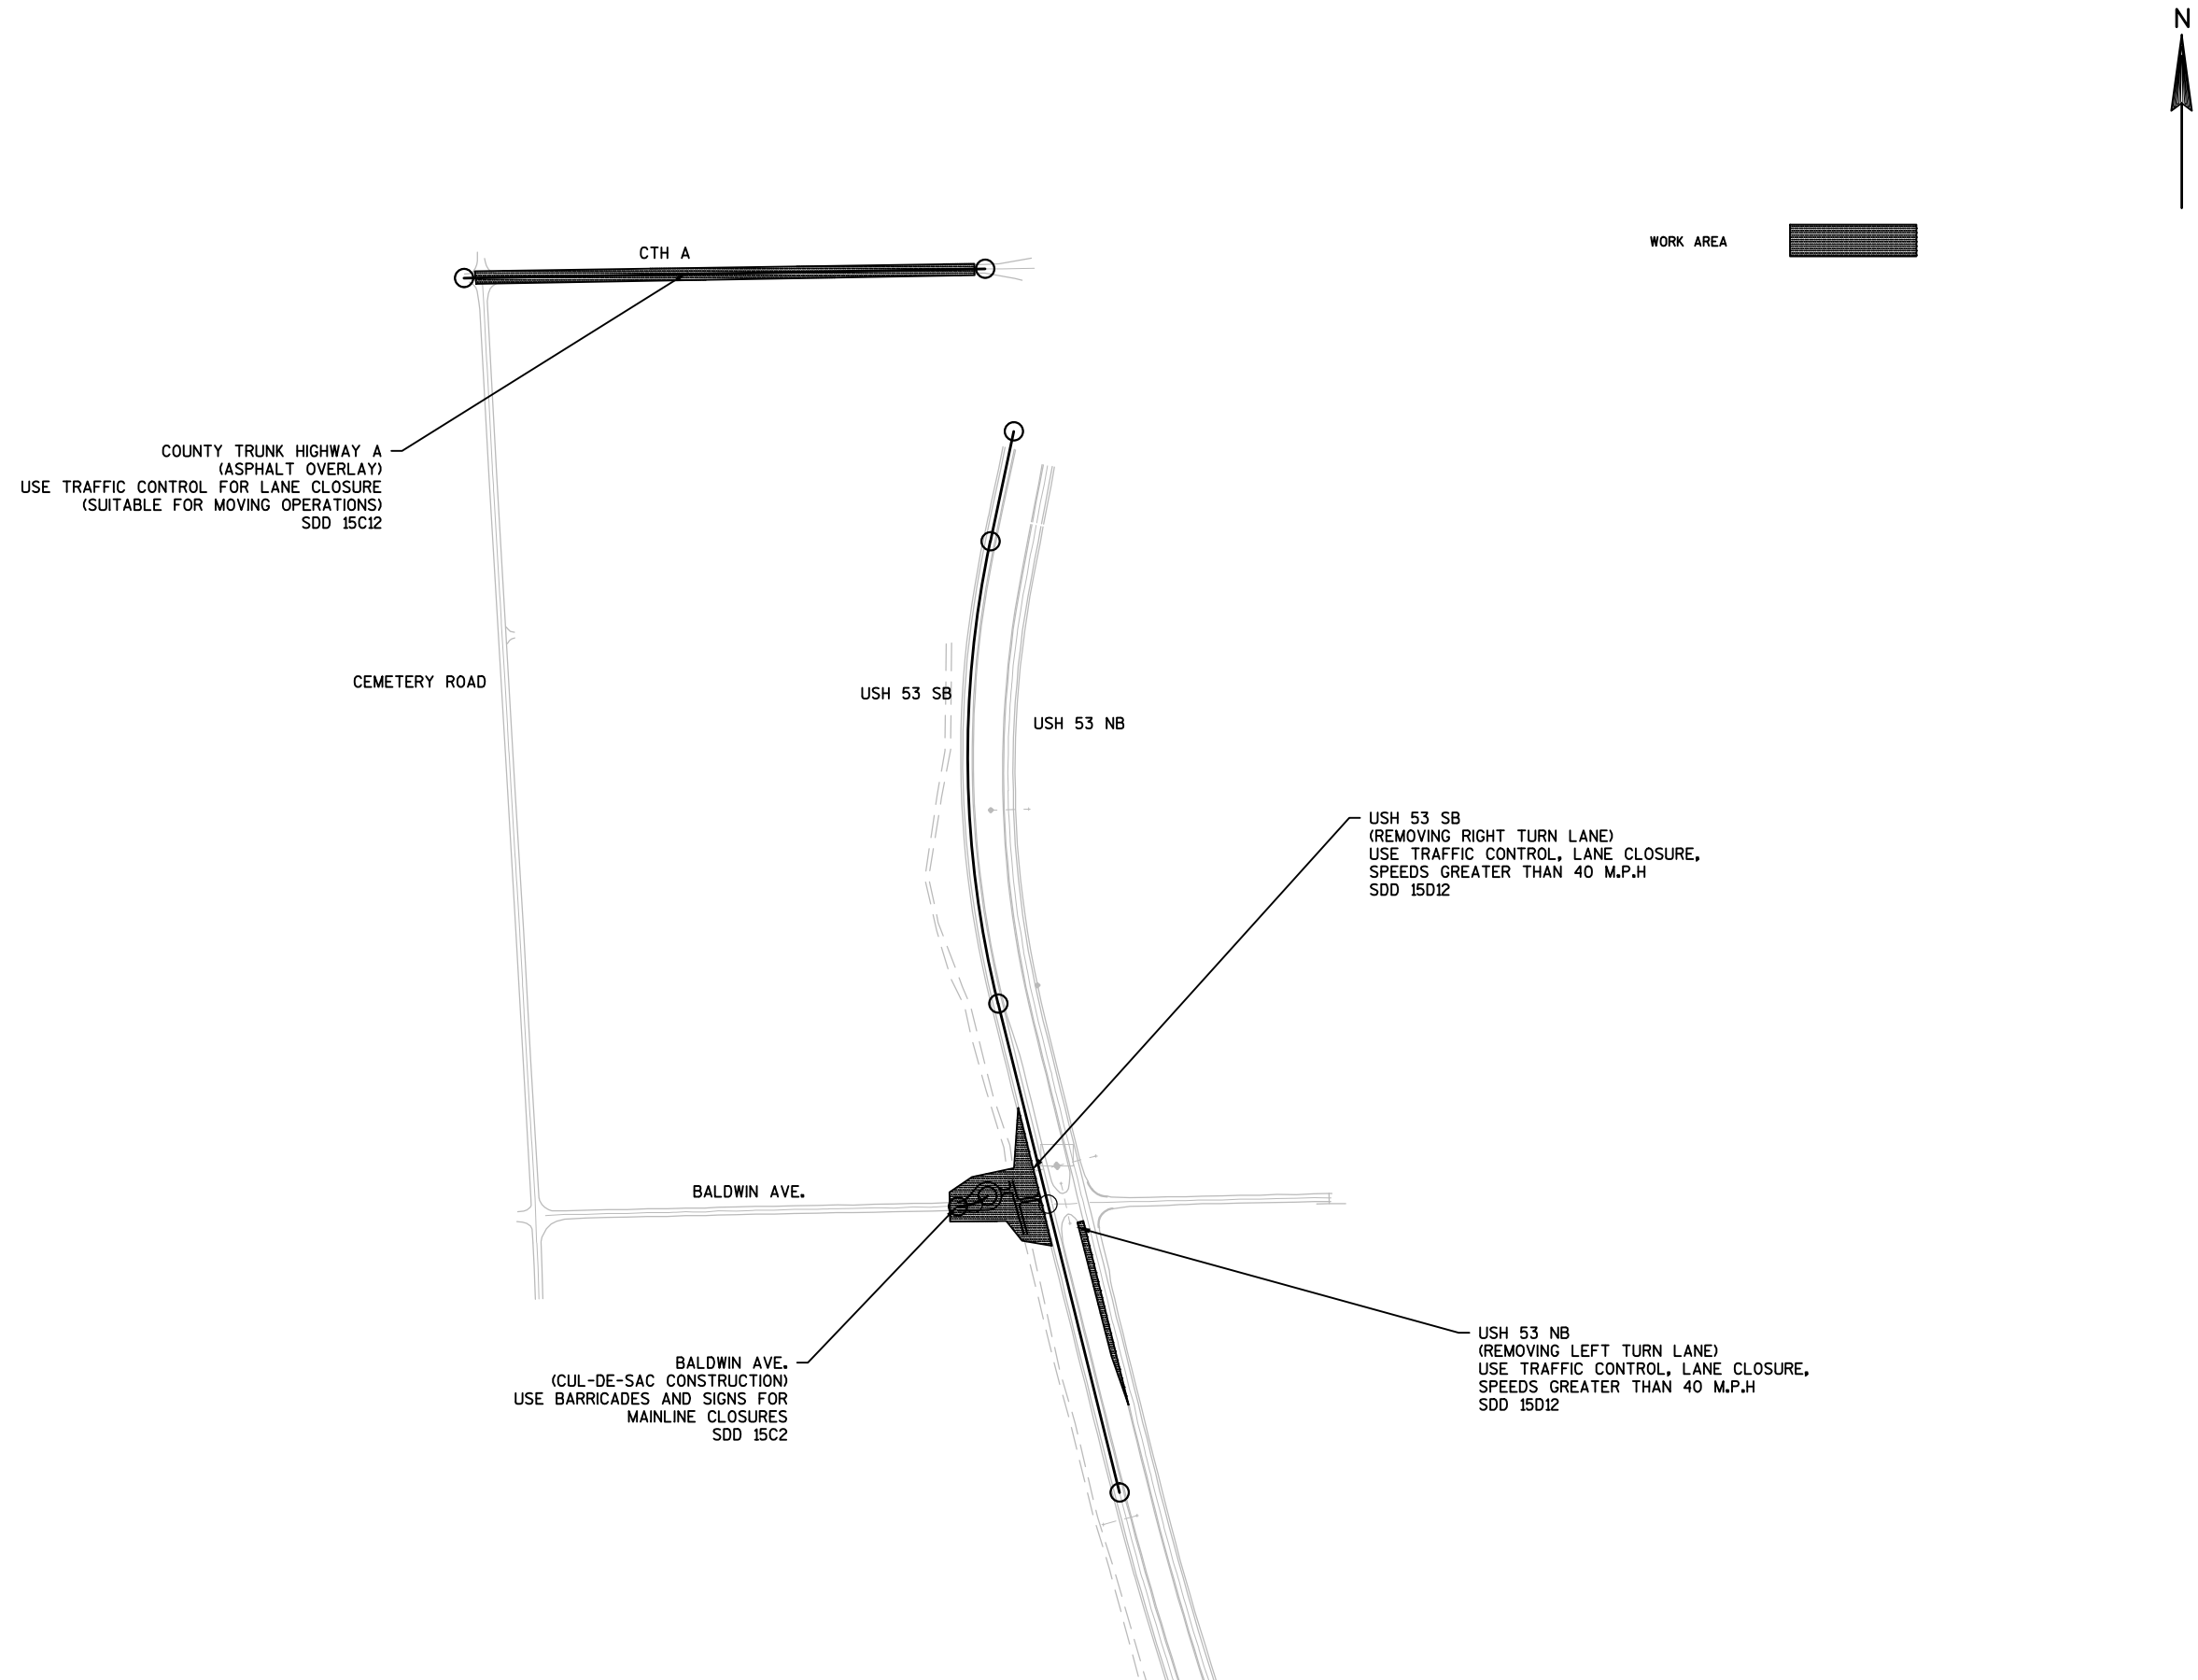 N
WORK AREA
CTH A
COUNTY TRUNK HIGHWAY A
(ASPHALT OVERLAY)
USE TRAFFIC CONTROL FOR LANE CLOSURE
(SUITABLE FOR MOVING OPERATIONS)
SDD 15C12
CEMETERY ROAD
USH 53 SB
USH 53 NB
USH 53 SB
(REMOVING RIGHT TURN LANE)
USE TRAFFIC CONTROL, LANE CLOSURE,
SPEEDS GREATER THAN 40 M.P.H
SDD 15D12
BALDWIN AVE.
USH 53 NB
(REMOVING LEFT TURN LANE)
USE TRAFFIC CONTROL, LANE CLOSURE,
SPEEDS GREATER THAN 40 M.P.H
SDD 15D12
BALDWIN AVE.
(CUL-DE-SAC CONSTRUCTION)
USE BARRICADES AND SIGNS FOR
MAINLINE CLOSURES
SDD 15C2